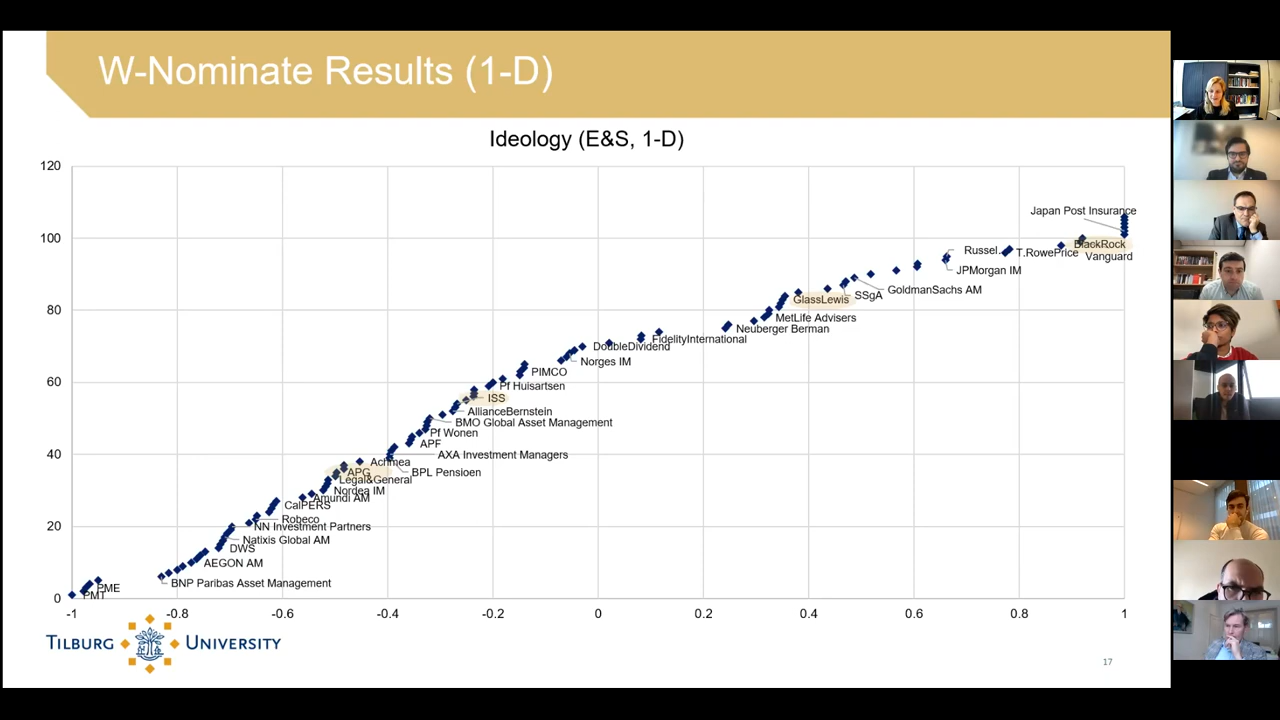 W-Nominate Results (1-D)
Ideology (E&S, 1-D)
120
100
80
60
40
20
0
Japan Post Insurance
BlackRock
Russel.
T.RowePrice
Vanguard
JPMorgan IM
GoldmanSachs AM
SSgA
GlassLewis
MetLife Advisers
Neuberger Berman
FidelityInternational
DoubleDividend
Norges IM
PIMCO
Pf Huisartsen
ISS
AllianceBernstein
BMO Global Asset Management
Pf Wonen
APF
AXA Investment Managers
Achmea
BPL Pensioen
APG
Legal&General
Nordea IM
Amundi AM
CalPERS
Robeco
NN Investment Partners
Natixis Global AM
DWS
AEGON AM
BNP Paribas Asset Management
PME
PMT
-1 -0.8 -0.6 -0.4 -0.2 0 0.2 0.4 0.6 0.8 1
TILBURG UNIVERSITY
17